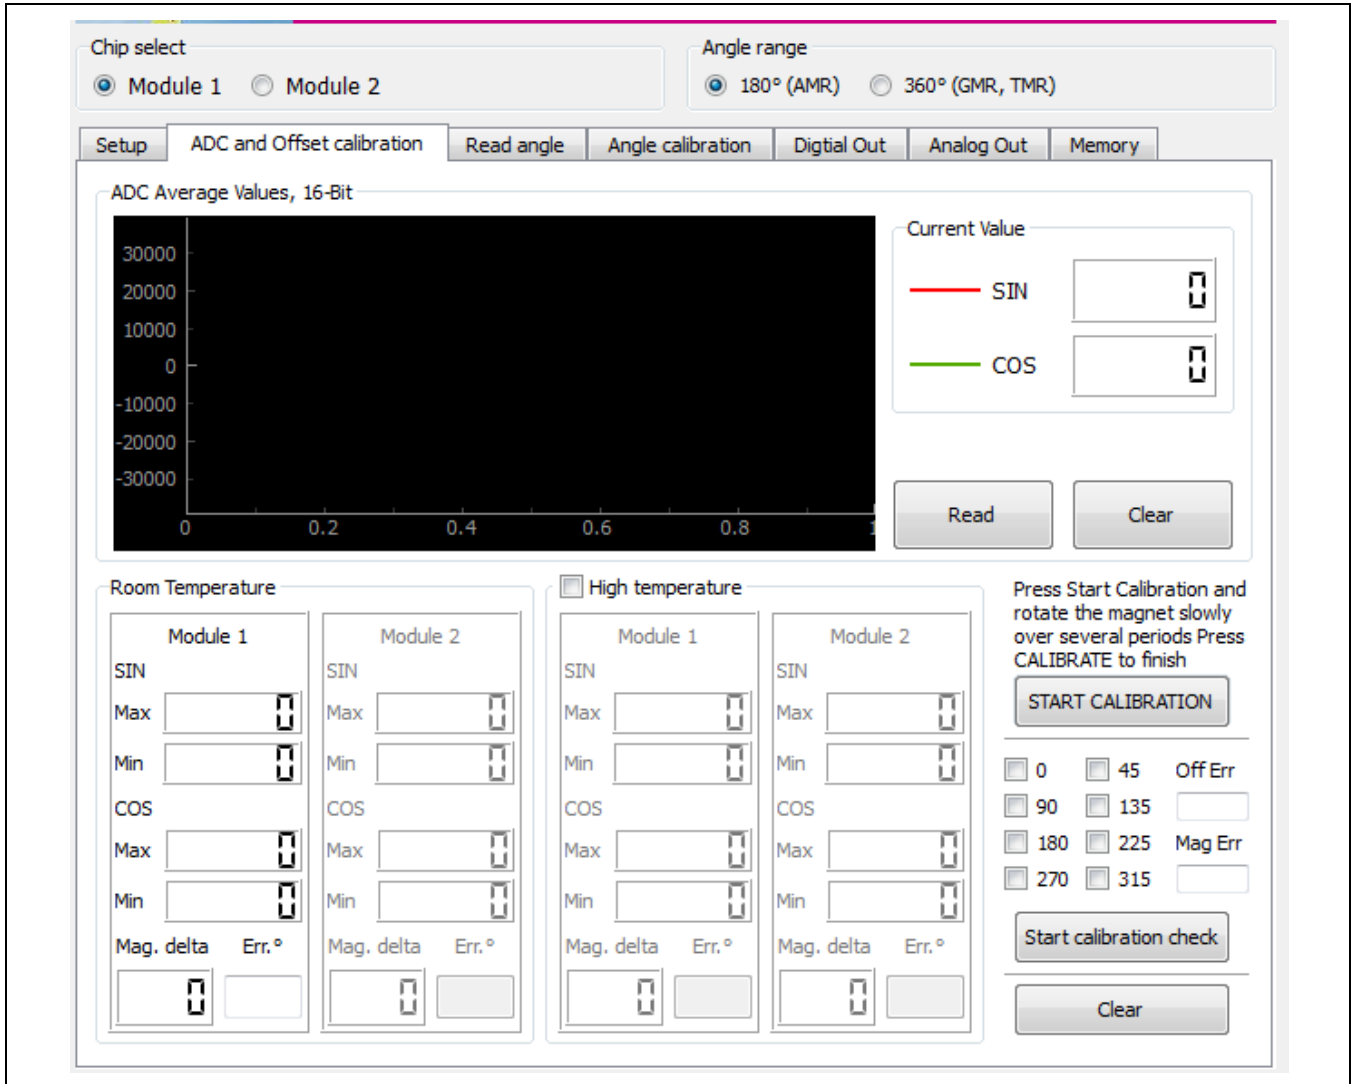 Chip select
Module 1 Module 2
Angle range
180° (AMR) 360° (GMR, TMR)
Setup ADC and Offset calibration Read angle Angle calibration Digtial Out Analog Out Memory
ADC Average Values, 16-Bit
30000
20000
10000
0
-10000
-20000
-30000
0 0.2 0.4 0.6 0.8 1
Current Value
SIN 0
COS 0
Read Clear
Room Temperature
Module 1
SIN
Max 0
Min 0
COS
Max 0
Min 0
Mag. delta Err.°
0
Module 2
SIN
Max 0
Min 0
COS
Max 0
Min 0
Mag. delta Err.°
0
High temperature
Module 1
SIN
Max 0
Min 0
COS
Max 0
Min 0
Mag. delta Err.°
0
Module 2
SIN
Max 0
Min 0
COS
Max 0
Min 0
Mag. delta Err.°
0
Press Start Calibration and
rotate the magnet slowly
over several periods Press
CALIBRATE to finish
START CALIBRATION
0 45 Off Err
90 135
180 225 Mag Err
270 315
Start calibration check
Clear